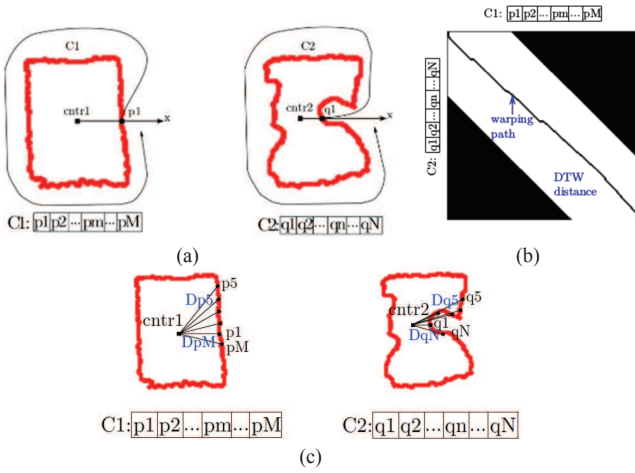 C1
cntr1
p1
x
C1: p1 p2 ... pm ... pM
C2
cntr2
q1
x
C2: q1 q2 ... qn ... qN
(a)
C1: p1 p2 ... pm ... pM
C2: q1 q2 ... qn ... qN
warping
path
DTW
distance
(b)
p5
Dp5
cntr1
p1
DpM
pM
C1: p1 p2 ... pm ... pM
q5
Dq5
cntr2
q1
DqN
qN
C2: q1 q2 ... qn ... qN
(c)